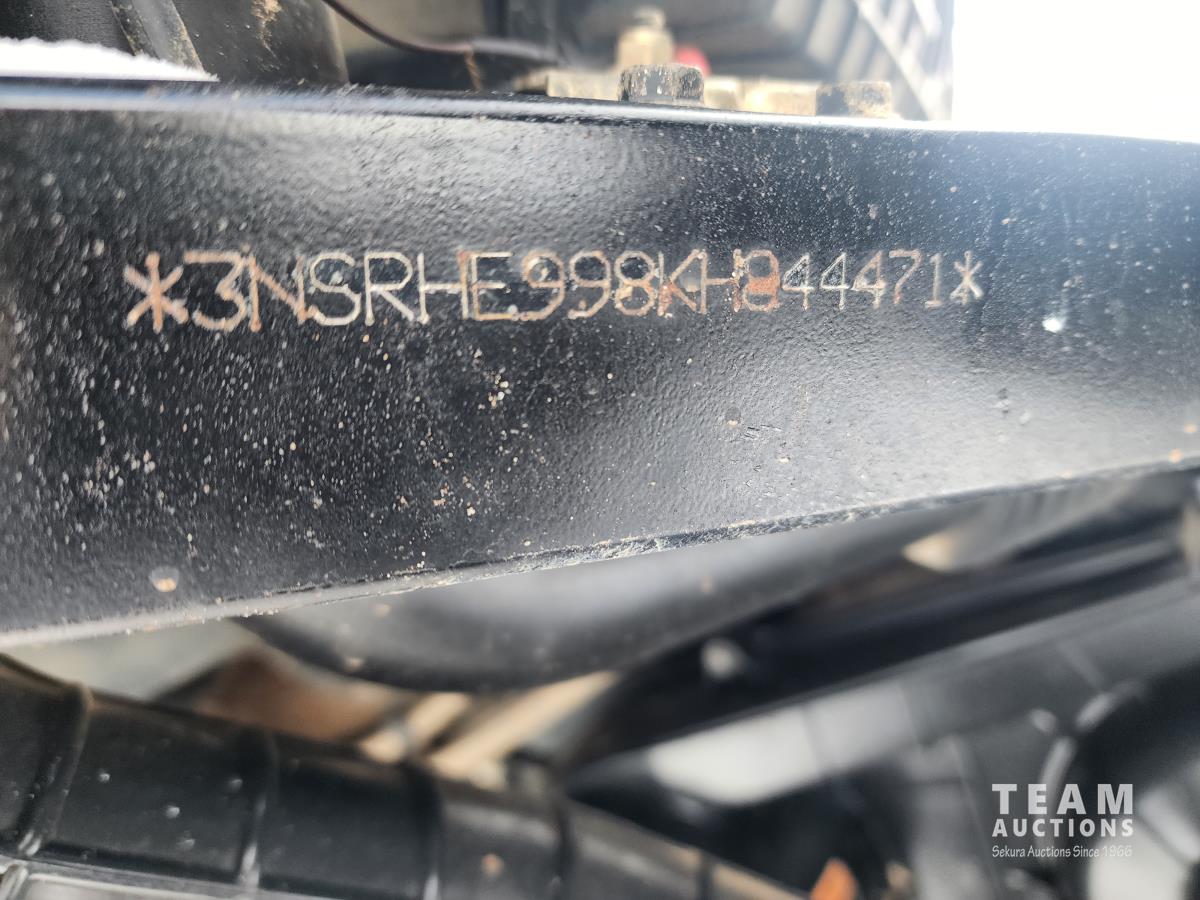 *3NSRHE998KH844471*
TEAM
AUCTIONS
Sekura Auctions Since 1966